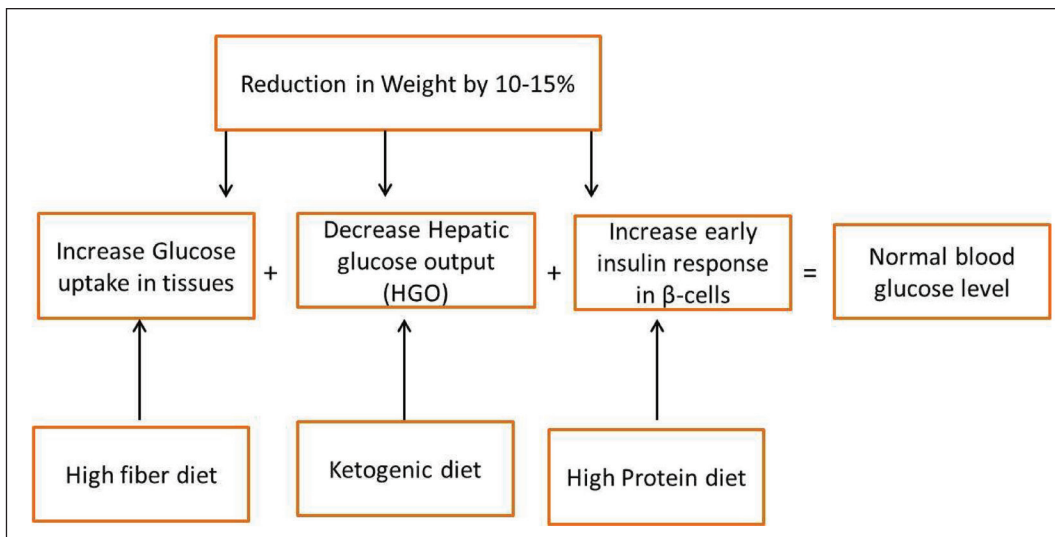 Reduction in Weight by 10-15%
Increase Glucose
uptake in tissues
+
Decrease Hepatic
glucose output
(HGO)
+
Increase early
insulin response
in β-cells
=
Normal blood
glucose level
High fiber diet
Ketogenic diet
High Protein diet